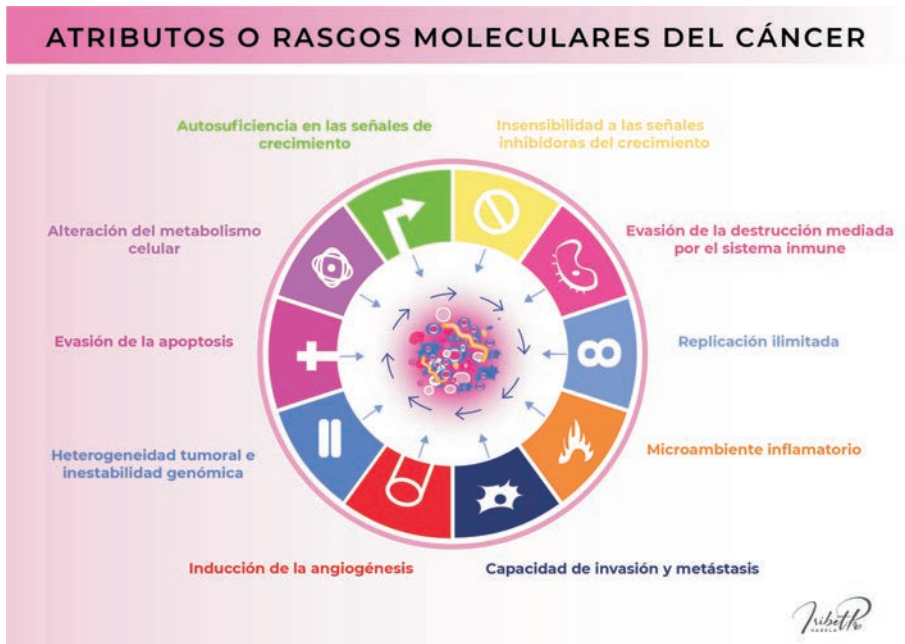 ATRIBUTOS O RASGOS MOLECULARES DEL CÁNCER
Autosuficiencia en las señales de
crecimiento
Insensibilidad a las señales
inhibidoras del crecimiento
Alteración del metabolismo
celular
Evasión de la destrucción mediada
por el sistema inmune
Evasión de la apoptosis
8
Replicación ilimitada
Heterogeneidad tumoral e
inestabilidad genómica
Microambiente inflamatorio
Inducción de la angiogénesis
Capacidad de invasión y metástasis